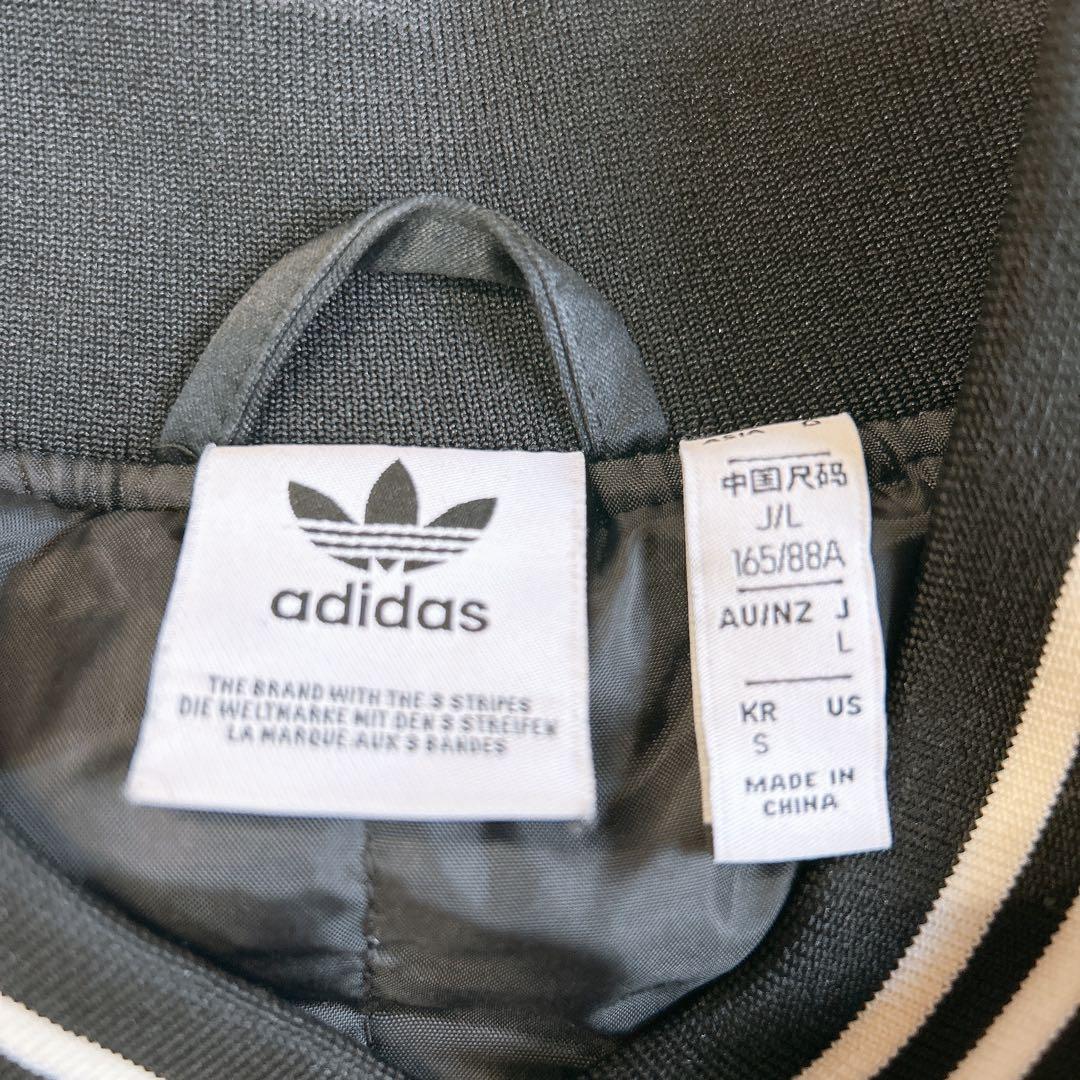 adidas
THE BRAND WITH THE 3 STRIPES
DIE WELTMARKE MIT DEN 3 STREIFEN
LA MARQUE AUX 3 BANDES
ASIA
中国尺码
J/L
165/88A
AU/NZ J
L
KR US
S
MADE IN
CHINA